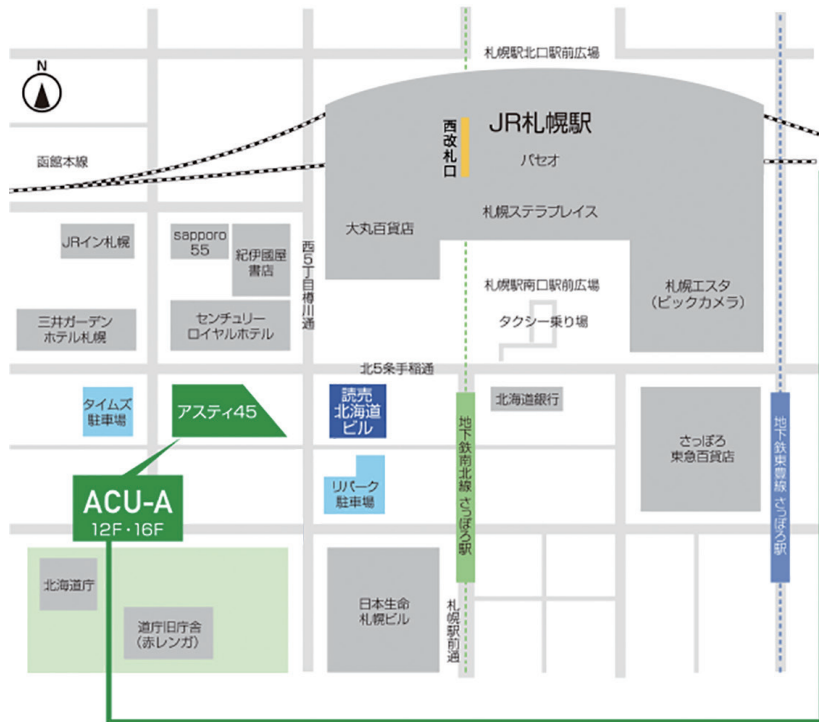 札幌駅北口駅前広場
N
JR札幌駅
西改札口
函館本線
パセオ
札幌ステラプレイス
大丸百貨店
JRイン札幌
sapporo
55
紀伊國屋
書店
西5丁目樽川通
札幌駅南口駅前広場
札幌エスタ
(ビックカメラ)
タクシー乗り場
三井ガーデン
ホテル札幌
センチュリー
ロイヤルホテル
北5条手稲通
タイムズ
駐車場
アスティ45
読売
北海道
ビル
北海道銀行
さっぽろ
東急百貨店
地下鉄南北線 さっぽろ駅
地下鉄東豊線 さっぽろ駅
リパーク
駐車場
ACU-A
12F・16F
北海道庁
道庁旧庁舎
(赤レンガ)
日本生命
札幌ビル
札幌駅前通